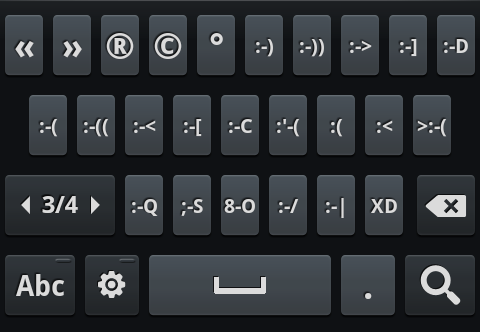 « » ® © ° :-) :-)) :-> :-] :-D
:-( :-(( :-< :-[ :-C :'-( :( :< >:-(
3/4 :-Q ;-S 8-O :-/ :-| XD
Abc .